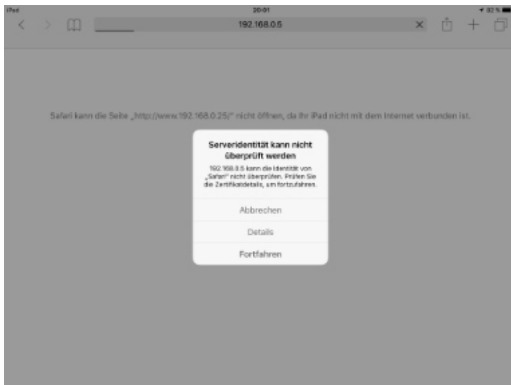 iPad
20:01
92 %
192.168.0.5
Safari kann die Seite „http://www.192.168.0.25/“ nicht öffnen, da Ihr iPad nicht mit dem Internet verbunden ist.
Serveridentität kann nicht
überprüft werden
192.168.0.5 kann die Identität von
„Safari“ nicht überprüfen. Prüfen Sie
die Zertifikatdetails, um fortzufahren.
Abbrechen
Details
Fortfahren